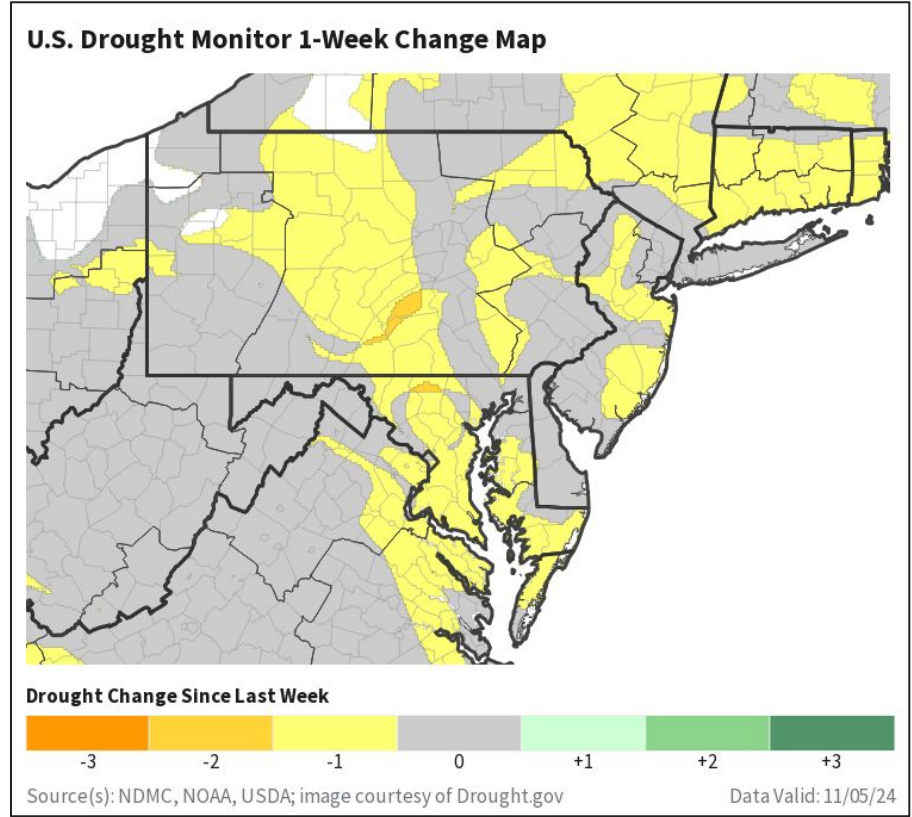 U.S. Drought Monitor 1-Week Change Map
Drought Change Since Last Week
-3 -2 -1 0 +1 +2 +3
Source(s): NDMC, NOAA, USDA; image courtesy of Drought.gov Data Valid: 11/05/24